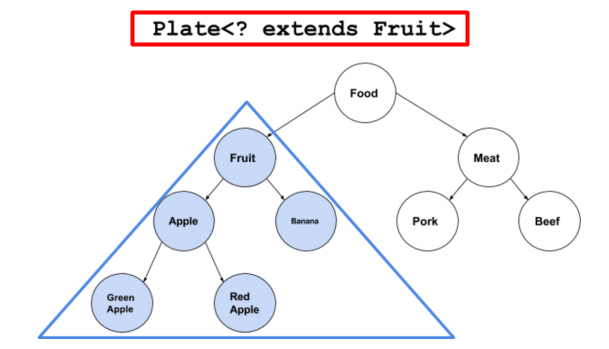 Plate<? extends Fruit>
Food
Fruit
Meat
Apple
Banana
Pork
Beef
Green
Apple
Red
Apple